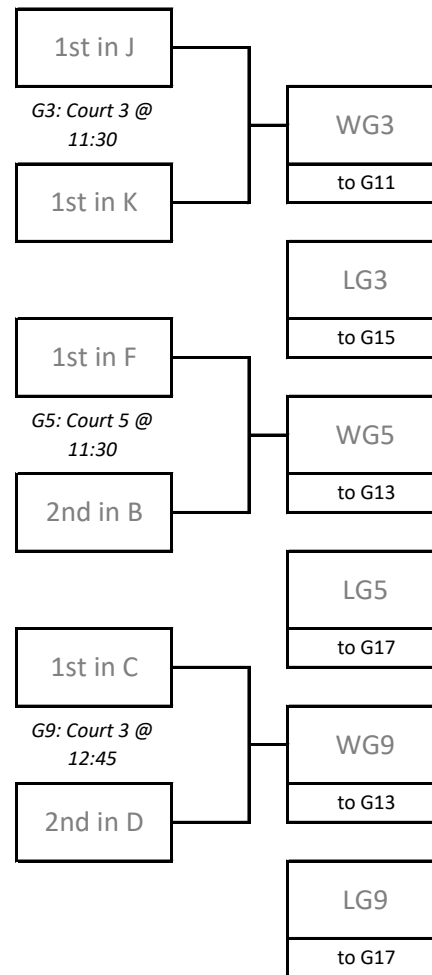 1st in J
G3: Court 3 @
11:30
WG3
to G11
1st in K
LG3
to G15
1st in F
G5: Court 5 @
11:30
WG5
to G13
2nd in B
LG5
to G17
1st in C
G9: Court 3 @
12:45
WG9
to G13
2nd in D
LG9
to G17